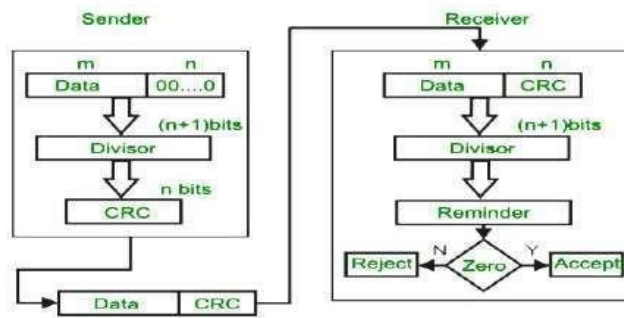 Sender
m n
Data 00....0
(n+1)bits
Divisor
n bits
CRC
Data CRC
Receiver
m n
Data CRC
(n+1)bits
Divisor
Reminder
N Y
Reject Zero Accept